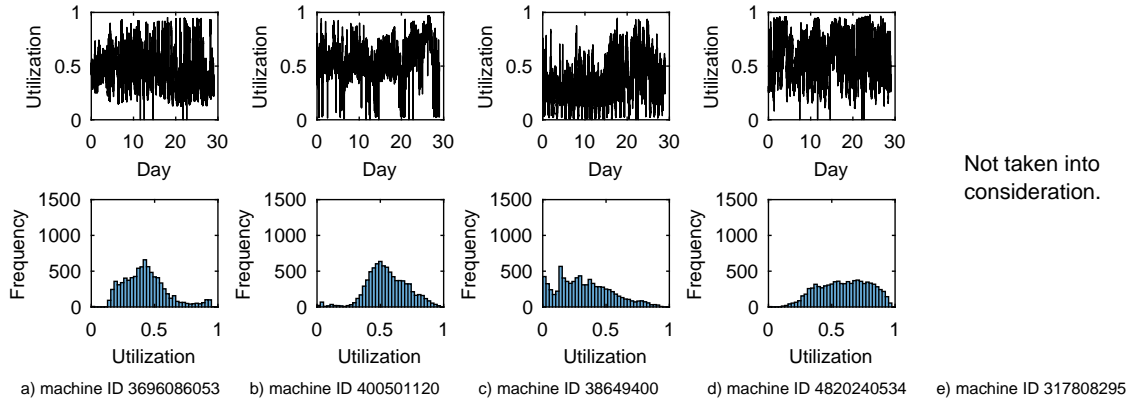 1
0.5
0
Utilization
0 10 20 30
Day
1
0.5
0
Utilization
0 10 20 30
Day
1
0.5
0
Utilization
0 10 20 30
Day
1
0.5
0
Utilization
0 10 20 30
Day
Not taken into
consideration.
1500
1000
500
0
Frequency
0 0.5 1
Utilization
1500
1000
500
0
Frequency
0 0.5 1
Utilization
1500
1000
500
0
Frequency
0 0.5 1
Utilization
1500
1000
500
0
Frequency
0 0.5 1
Utilization
a) machine ID 3696086053
b) machine ID 400501120
c) machine ID 38649400
d) machine ID 4820240534
e) machine ID 317808295